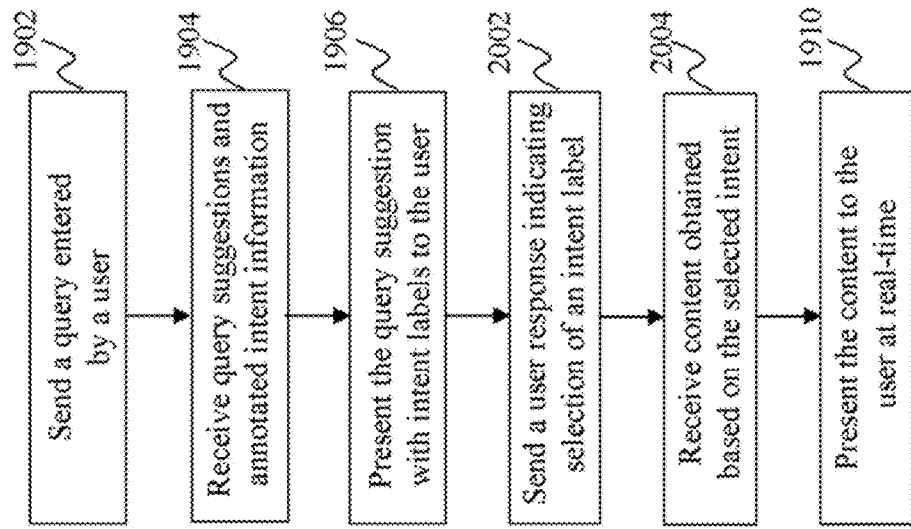 1902
Send a query entered
by a user
1904
Receive query suggestions and
annotated intent information
1906
Present the query suggestion
with intent labels to the user
2002
Send a user response indicating
selection of an intent label
2004
Receive content obtained
based on the selected intent
1910
Present the content to the
user at real-time